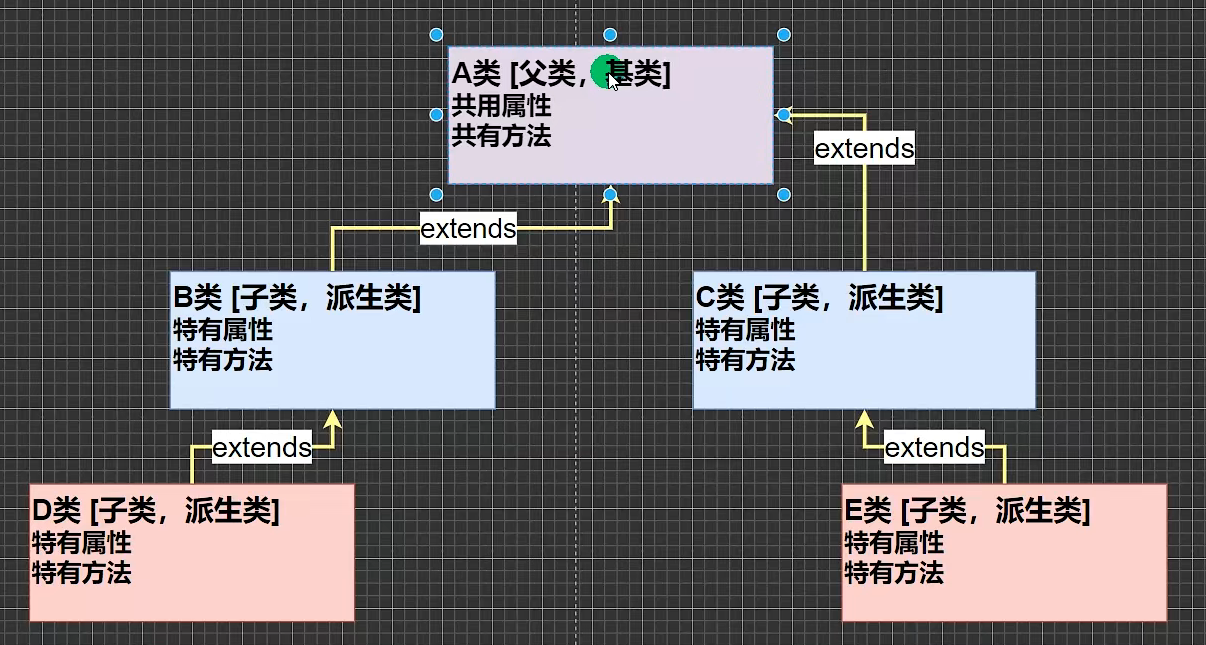 A类 [父类，基类]
共用属性
共有方法
extends
extends
B类 [子类，派生类]
特有属性
特有方法
C类 [子类，派生类]
特有属性
特有方法
extends
extends
D类 [子类，派生类]
特有属性
特有方法
E类 [子类，派生类]
特有属性
特有方法